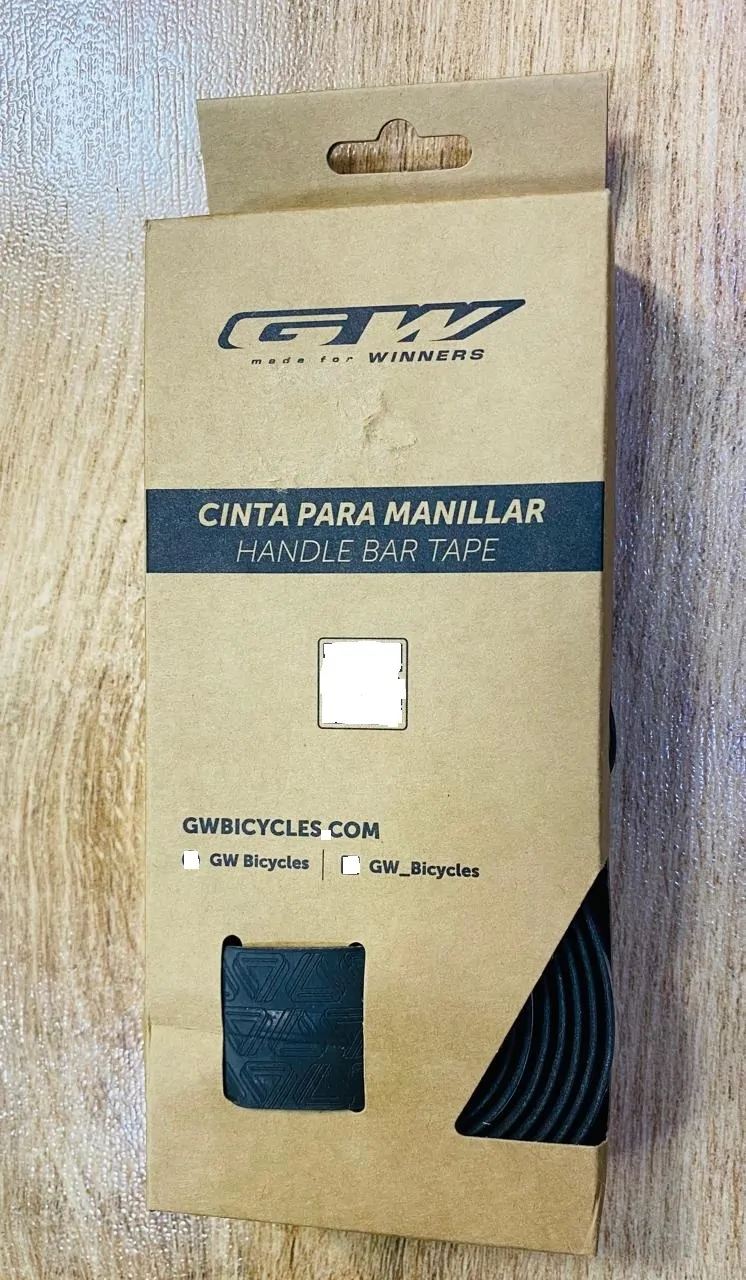 GW
made for WINNERS
CINTA PARA MANILLAR
HANDLE BAR TAPE
GWBICYCLES.COM
GW Bicycles | GW_Bicycles